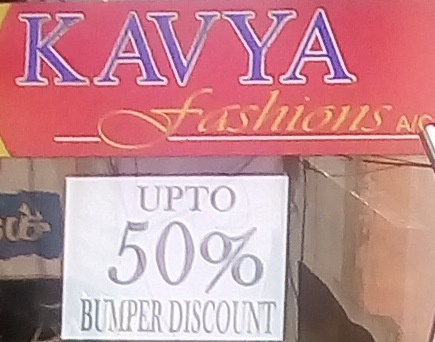 KAVYA
Fashions A/C
UPTO
50%
BUMPER DISCOUNT